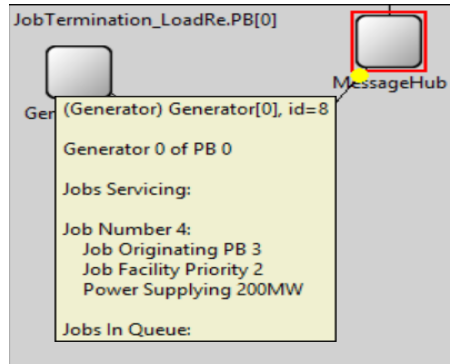 JobTermination_LoadRe.PB[0]
MessageHub
Gen
(Generator) Generator[0], id=8
Generator 0 of PB 0
Jobs Servicing:
Job Number 4:
Job Originating PB 3
Job Facility Priority 2
Power Supplying 200MW
Jobs In Queue: